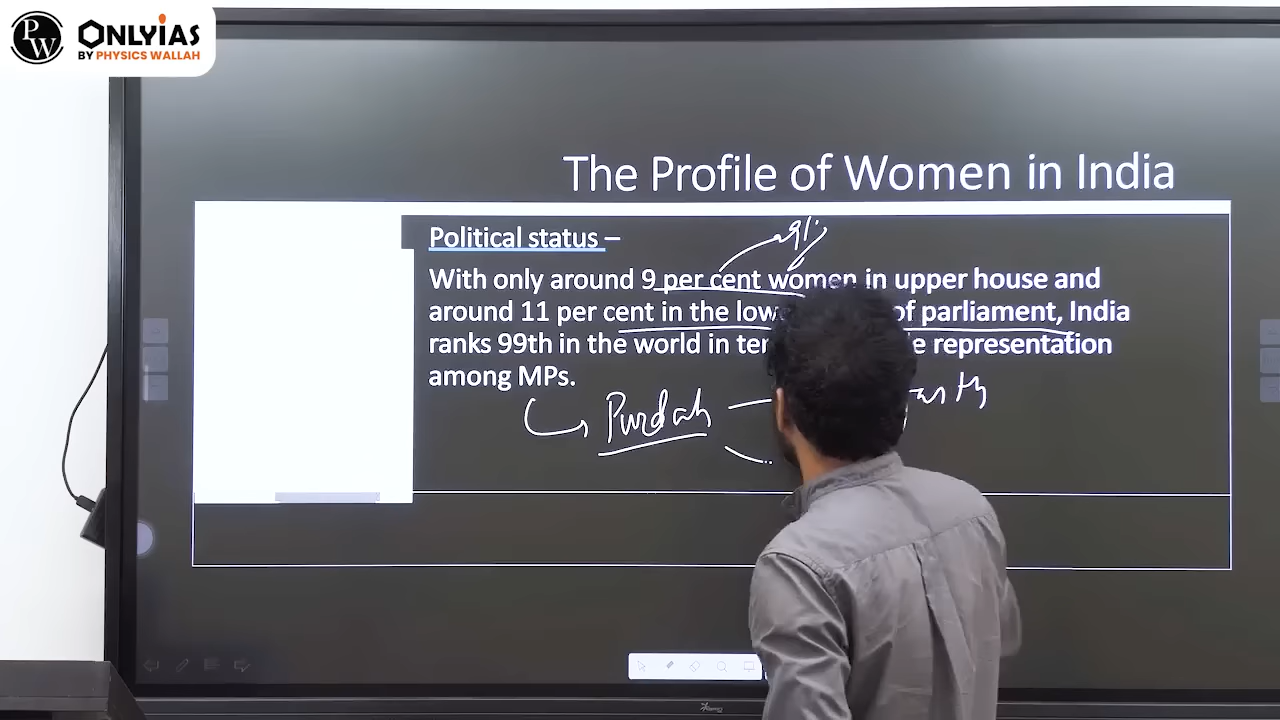 PW
ONLYIAS
BY PHYSICS WALLAH
The Profile of Women in India
Political status –
9%
With only around 9 per cent women in upper house and
around 11 per cent in the of parliament, India
ranks 99th in the world in representation
among MPs.
Purdah